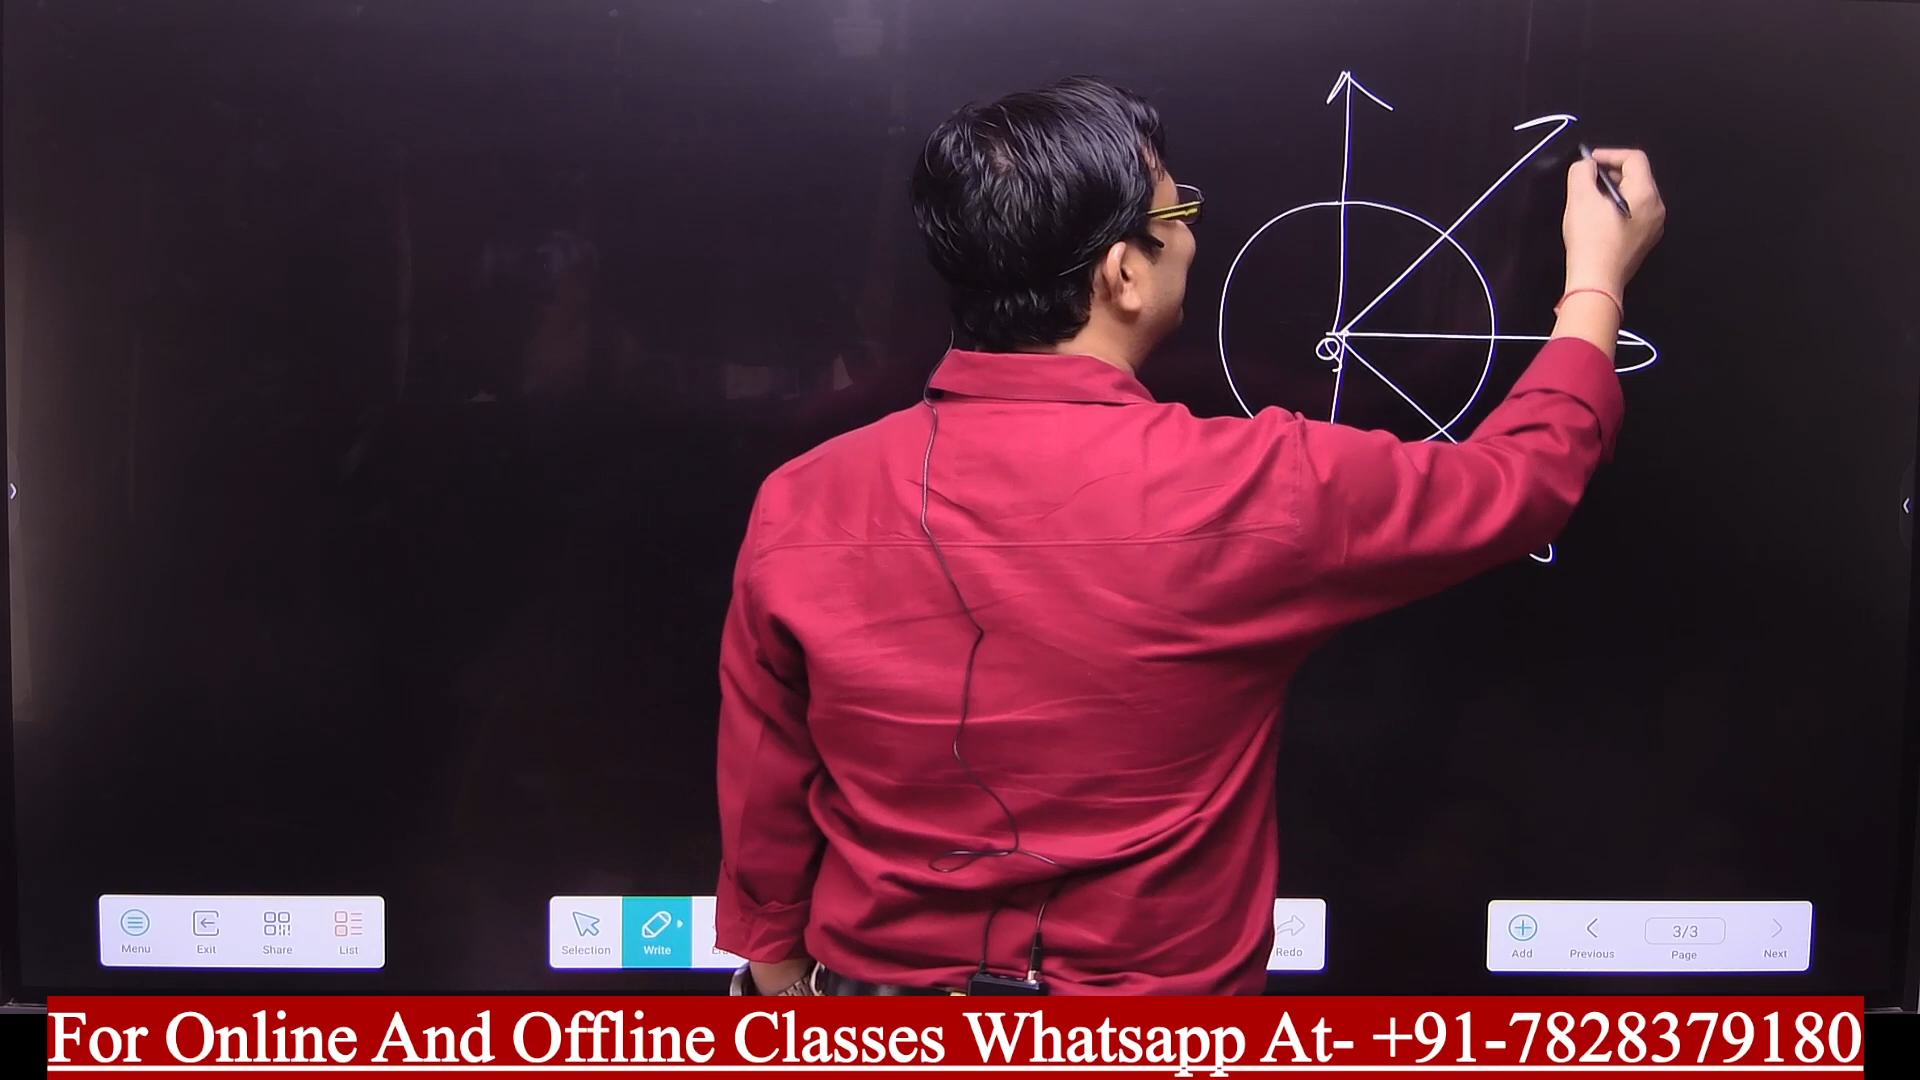 Menu
Exit
Share
List
Selection
Write
Redo
Add
Previous
3/3
Page
Next
For Online And Offline Classes Whatsapp At- +91-7828379180